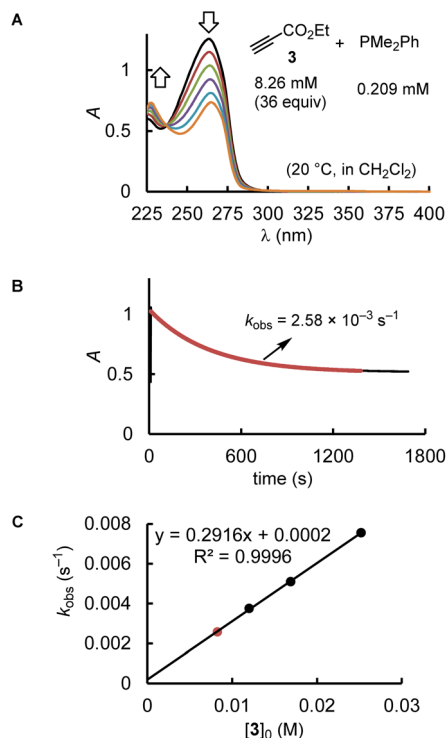 A
CO2Et
+
PMe2Ph
3
8.26 mM
0.209 mM
(36 equiv)
1
A
0.5
(20 °C, in CH2Cl2)
0
225 250 275 300 325 350 375 400
λ (nm)
B
1
kobs = 2.58 × 10–3 s–1
A
0.5
0
0 600 1200 1800
time (s)
C
0.008
y = 0.2916x + 0.0002
R² = 0.9996
0.006
kobs (s–1)
0.004
0.002
0
0 0.01 0.02 0.03
[3]0 (M)